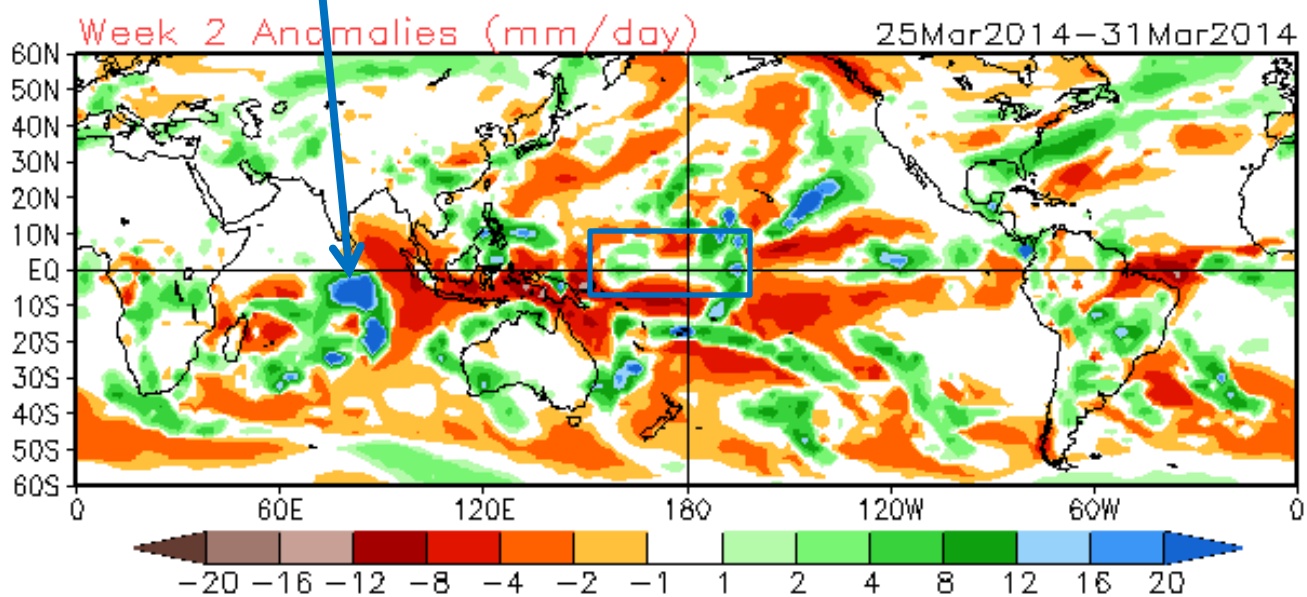 Week 2 Anomalies (mm/day) 25Mar2014-31Mar2014
60N
50N
40N
30N
20N
10N
EQ
10S
20S
30S
40S
50S
60S
0 60E 120E 180 120W 60W 0
-20 -16 -12 -8 -4 -2 -1 1 2 4 8 12 16 20